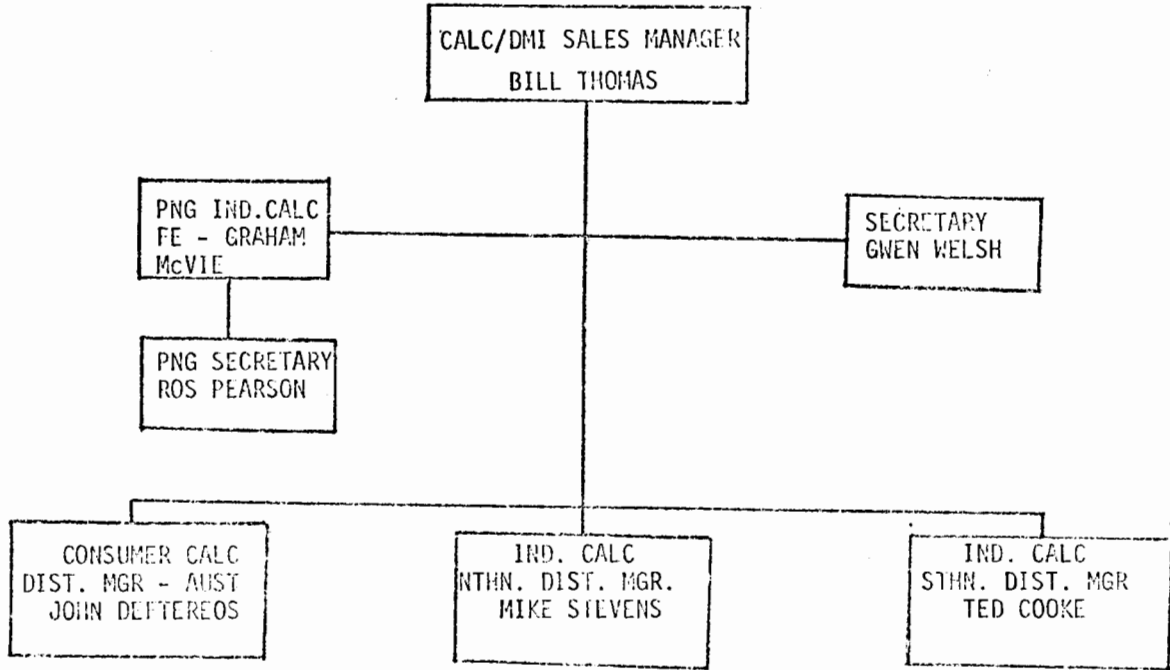 CALC/DMI SALES MANAGER
BILL THOMAS
PNG IND.CALC
FE - GRAHAM
McVIE
SECRETARY
GWEN WELSH
PNG SECRETARY
ROS PEARSON
CONSUMER CALC
DIST. MGR - AUST
JOHN DEFTEREOS
IND. CALC
NTHN. DIST. MGR.
MIKE STEVENS
IND. CALC
STHN. DIST. MGR
TED COOKE